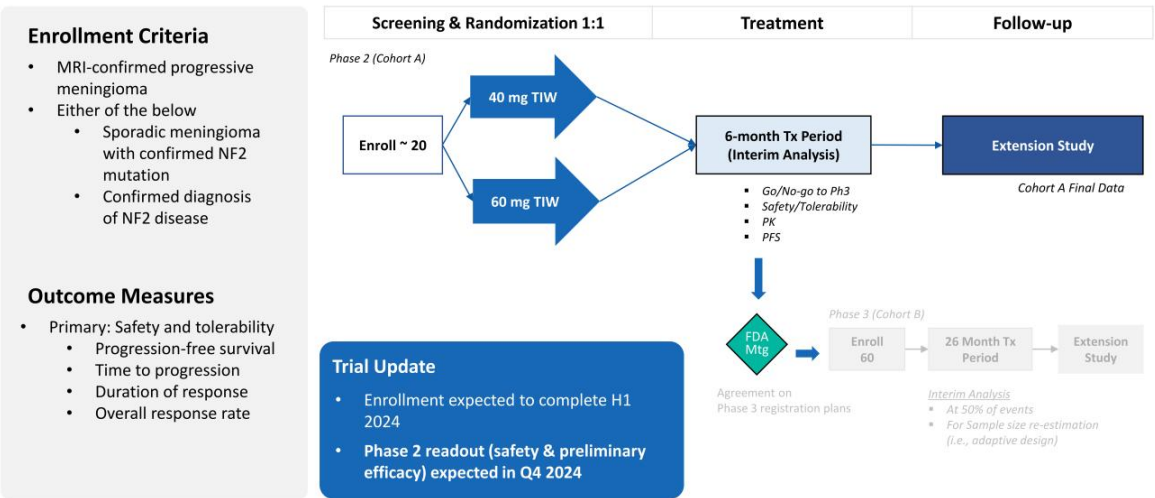 Enrollment Criteria
• MRI-confirmed progressive
meningioma
• Either of the below
• Sporadic meningioma
with confirmed NF2
mutation
• Confirmed diagnosis
of NF2 disease
Outcome Measures
• Primary: Safety and tolerability
• Progression-free survival
• Time to progression
• Duration of response
• Overall response rate
Screening & Randomization 1:1
Treatment
Follow-up
Phase 2 (Cohort A)
Enroll ~ 20
40 mg TIW
60 mg TIW
6-month Tx Period
(Interim Analysis)
▪ Go/No-go to Ph3
▪ Safety/Tolerability
▪ PK
▪ PFS
Extension Study
Cohort A Final Data
FDA
Mtg
Agreement on
Phase 3 registration plans
Phase 3 (Cohort B)
Enroll
60
26 Month Tx
Period
Extension
Study
Interim Analysis
▪ At 50% of events
▪ For Sample size re-estimation
(i.e., adaptive design)
Trial Update
• Enrollment expected to complete H1
2024
• Phase 2 readout (safety & preliminary
efficacy) expected in Q4 2024